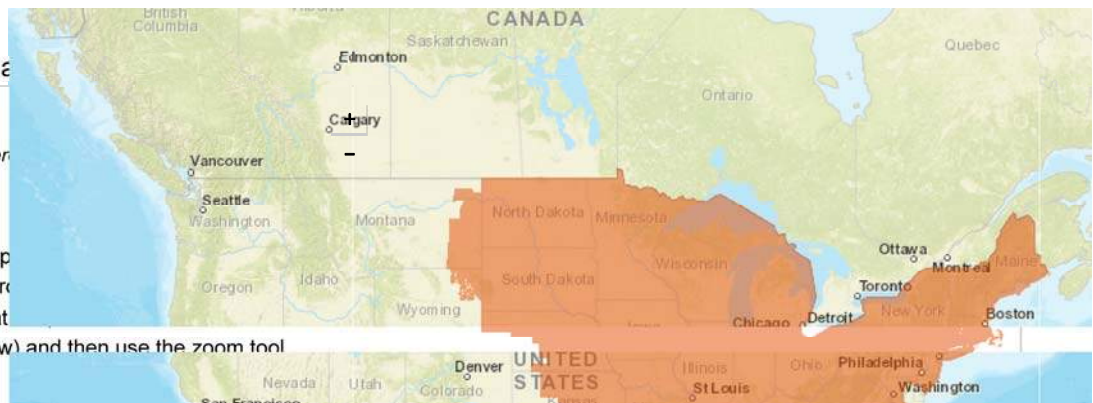 CANADA
British
Columbia
Saskatchewan
Quebec
Edmonton
Ontario
+
Calgary
−
Vancouver
Seattle
Washington
Montana
North Dakota
Minnesota
Ottawa
Montreal
Maine
Wisconsin
Oregon
Idaho
South Dakota
Toronto
Wyoming
New York
Chicago
Detroit
Boston
w) and then use the zoom tool
UNITED
STATES
Denver
Illinois
Ohio
Philadelphia
Nevada
Utah
Colorado
St Louis
Washington